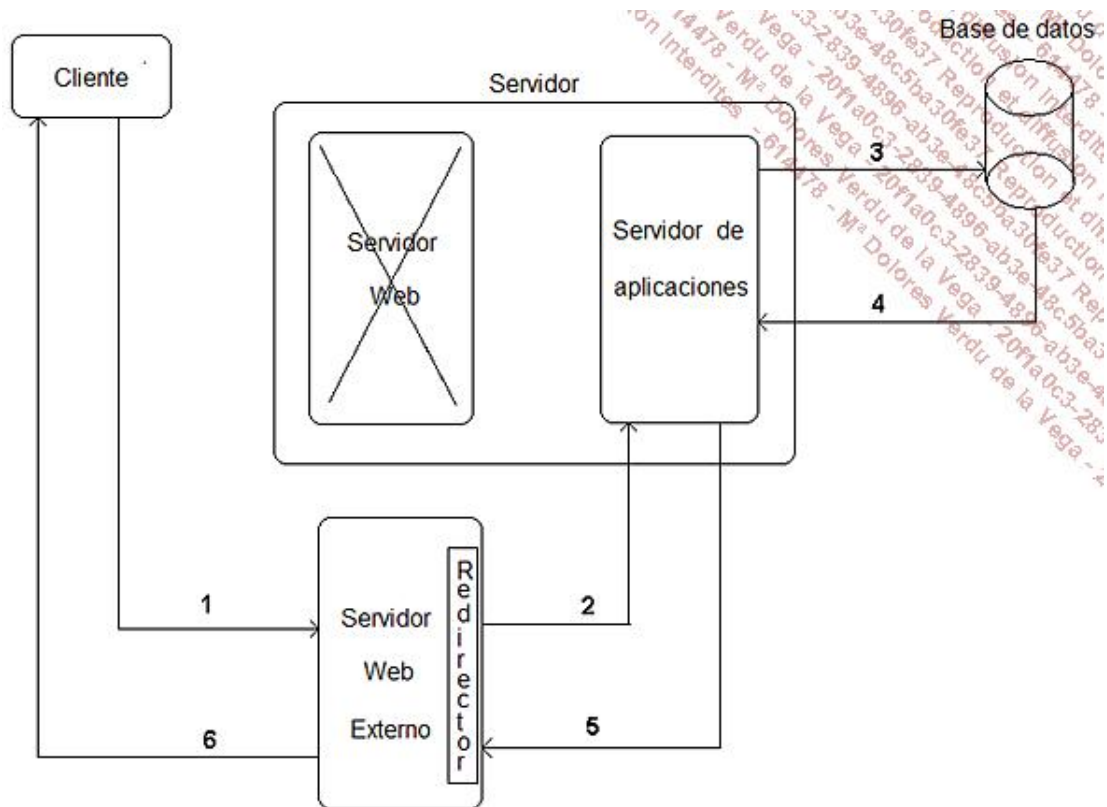 Base de datos
Cliente
Servidor
Servidor
Web
Servidor de
aplicaciones
3
4
1
2
Servidor
Web
Externo
Redirector
6
5